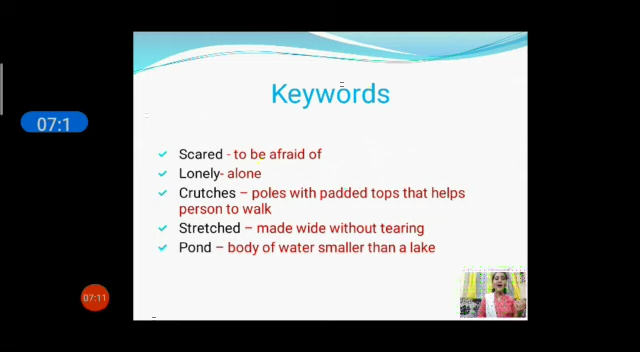 Keywords
07:1
Scared - to be afraid of
Lonely- alone
Crutches – poles with padded tops that helps
person to walk
Stretched – made wide without tearing
Pond – body of water smaller than a lake
07:11